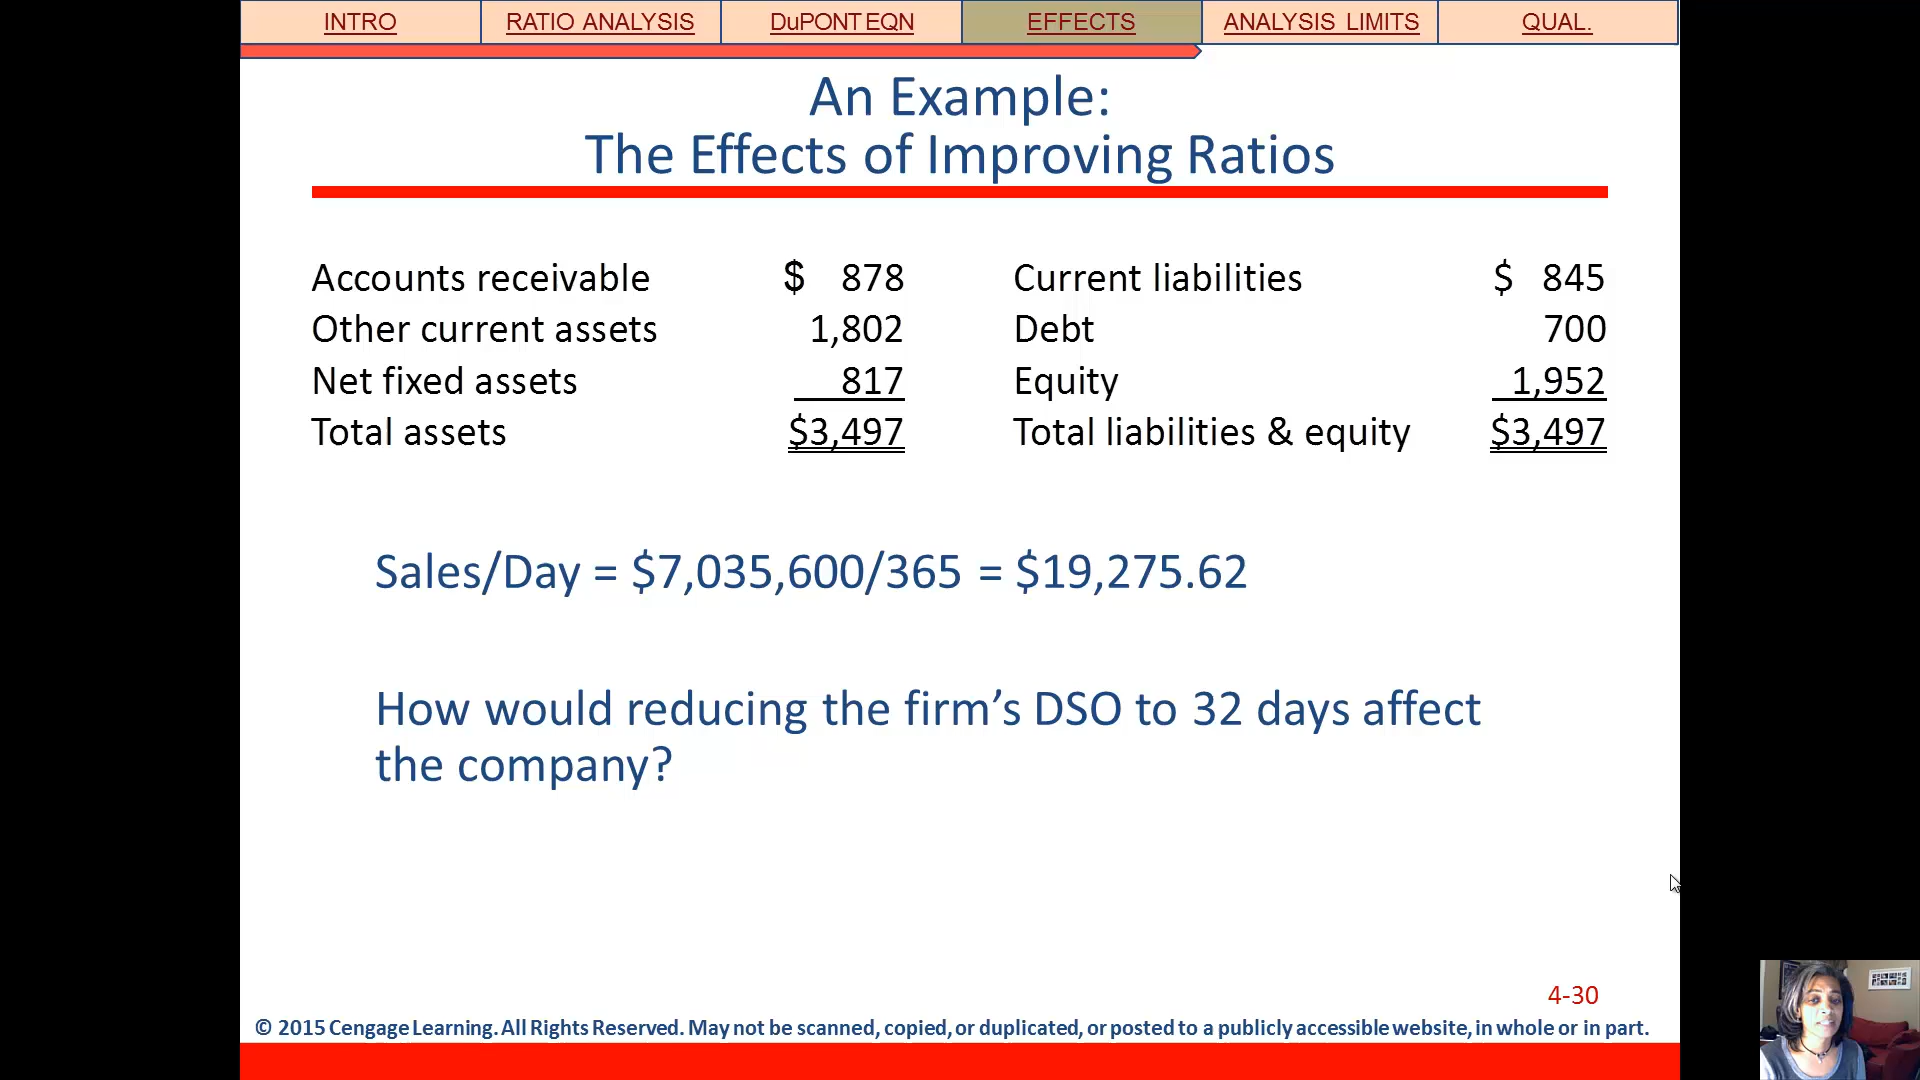 INTRO RATIO ANALYSIS DuPONT EQN EFFECTS ANALYSIS LIMITS QUAL.
An Example:
The Effects of Improving Ratios
Accounts receivable $ 878 Current liabilities $ 845
Other current assets 1,802 Debt 700
Net fixed assets 817 Equity 1,952
Total assets $3,497 Total liabilities & equity $3,497
Sales/Day = $7,035,600/365 = $19,275.62
How would reducing the firm’s DSO to 32 days affect
the company?
4-30
© 2015 Cengage Learning. All Rights Reserved. May not be scanned, copied, or duplicated, or posted to a publicly accessible website, in whole or in part.